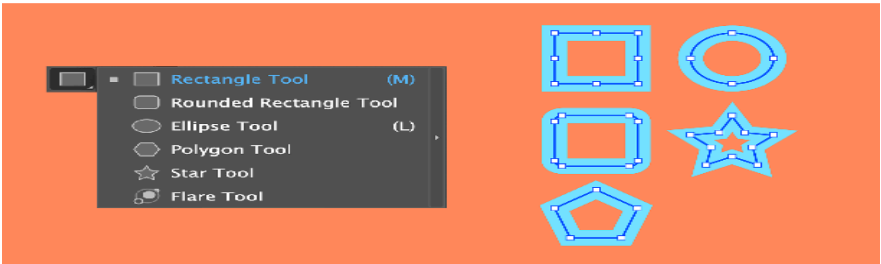 Rectangle Tool (M)
Rounded Rectangle Tool
Ellipse Tool (L)
Polygon Tool
Star Tool
Flare Tool